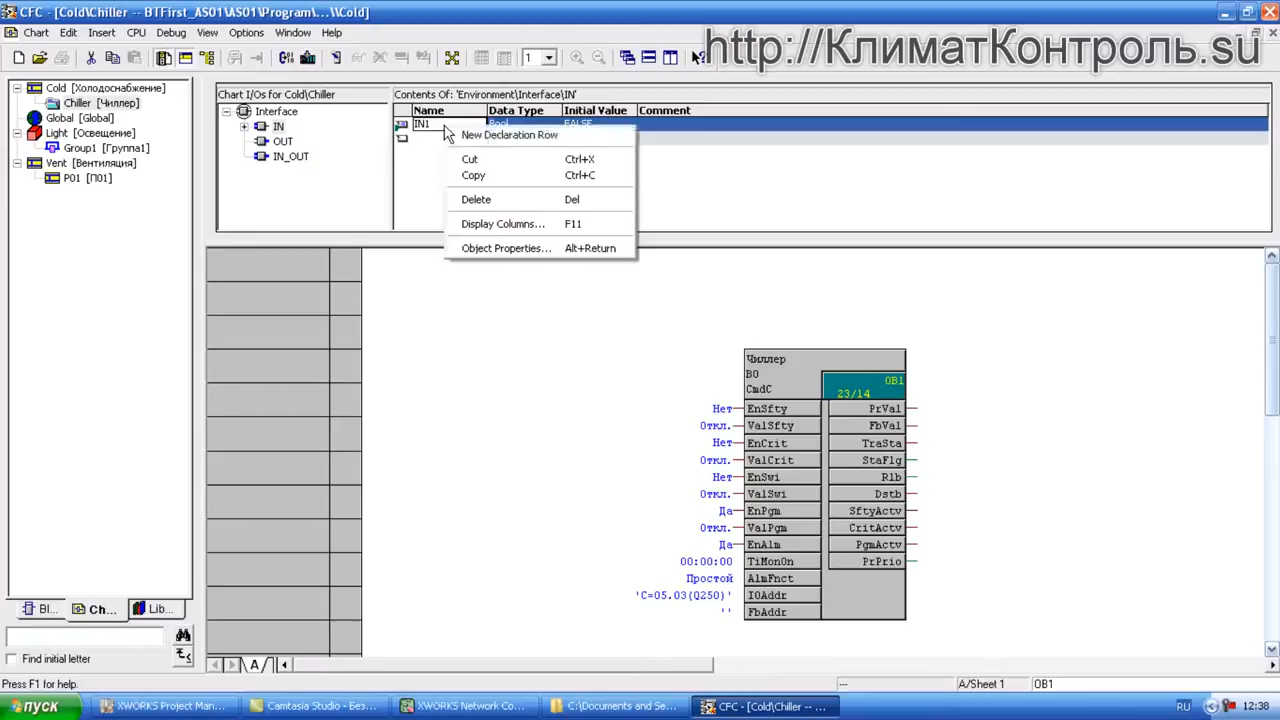 CFC - [Cold\Chiller -- BTFirst_AS01\AS01\Program\...\\Cold]
Chart Edit Insert CPU Debug View Options Window Help
1
http://КлиматКонтроль.su
Cold [Холодоснабжение]
Chiller [Чиллер]
Global [Global]
Light [Освещение]
Group1 [Группа1]
Vent [Вентиляция]
P01 [П01]
Bl...
Ch...
Lib...
Find initial letter
Chart I/Os for Cold\Chiller
Interface
IN
OUT
IN_OUT
Contents Of: 'Environment\Interface\IN'
Name Data Type Initial Value Comment
IN1 Bool FALSE
New Declaration Row
Cut Ctrl+X
Copy Ctrl+C
Delete Del
Display Columns... F11
Object Properties... Alt+Return
Чиллер
BO
CmdC
OB1
23/14
Нет EnSfty PrVal
Откл. ValSfty FbVal
Нет EnCrit TraSta
Откл. ValCrit StaFlg
Нет EnSwi Rlb
Откл. ValSwi Dstb
Да EnPgm SftyActv
Откл. ValPgm CritActv
Да EnAlm PgmActv
00:00:00 TiMonOn PrPrio
Простой AlmFnct
'C=05.03(Q250)' IOAddr
'' FbAddr
A
Press F1 for help.
--- A/Sheet 1 OB1
пуск
XWORKS Project Man...
Camtasia Studio - Без...
XWORKS Network Co...
C:\Documents and Se...
CFC - [Cold\Chiller -- ...
RU
12:38